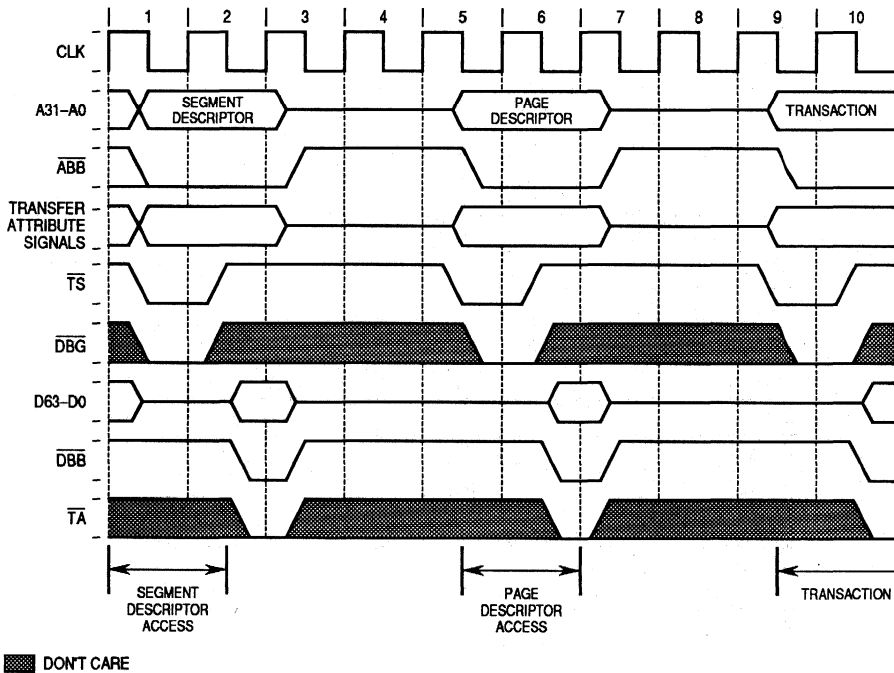 1 2 3 4 5 6 7 8 9 10
CLK
A31–A0
SEGMENT
DESCRIPTOR
PAGE
DESCRIPTOR
TRANSACTION
ABB
TRANSFER
ATTRIBUTE
SIGNALS
TS
DBG
D63–D0
DBB
TA
SEGMENT
DESCRIPTOR
ACCESS
PAGE
DESCRIPTOR
ACCESS
TRANSACTION
DON'T CARE